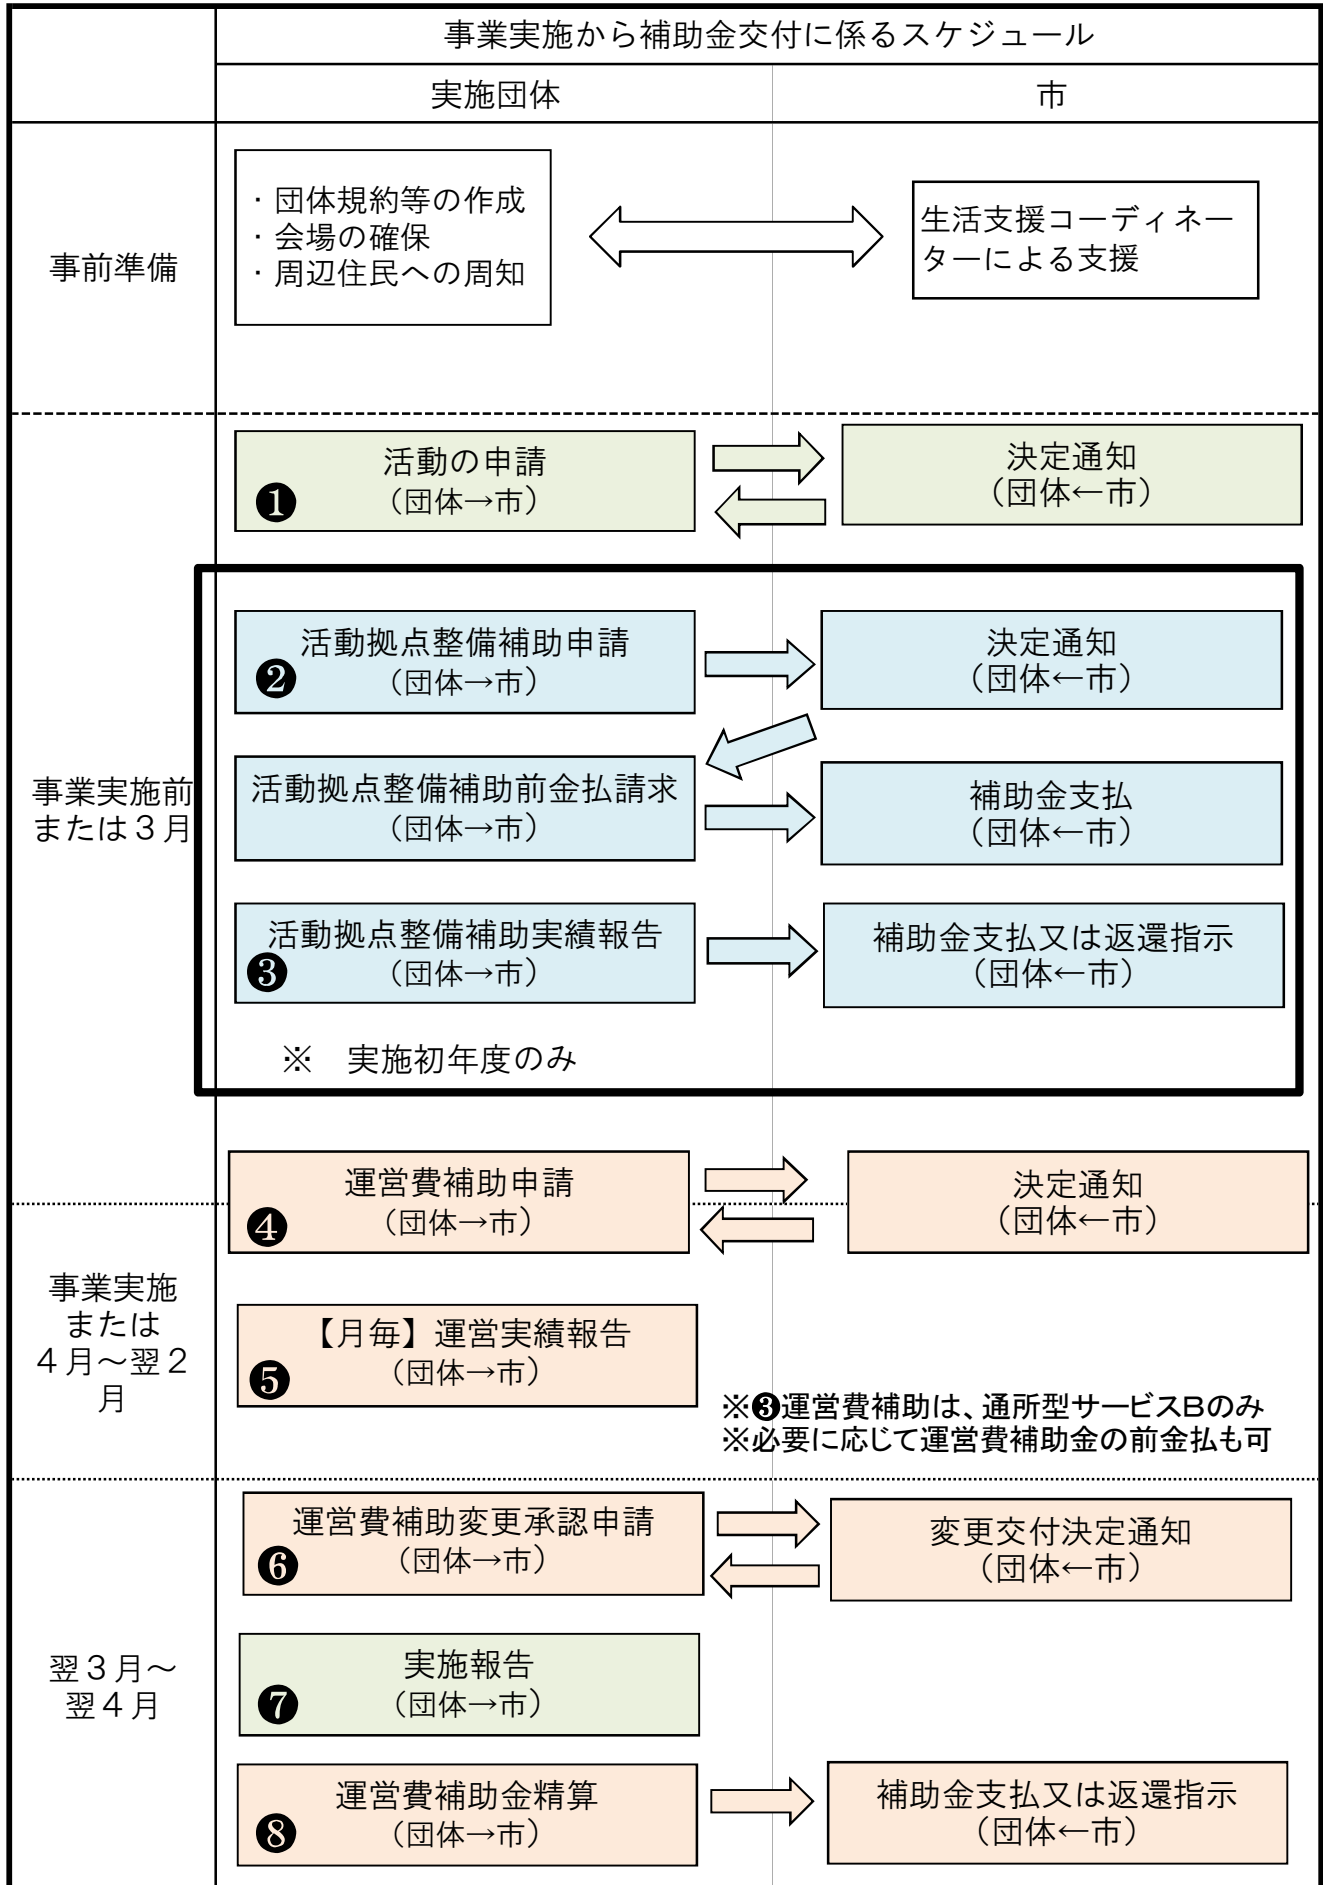 事業実施から補助金交付に係るスケジュール
実施団体
市
事前準備
・団体規約等の作成
・会場の確保
・周辺住民への周知
生活支援コーディネー
ターによる支援
事業実施前
または３月
活動の申請
❶ （団体→市）
決定通知
（団体←市）
活動拠点整備補助申請
❷ （団体→市）
決定通知
（団体←市）
活動拠点整備補助前金払請求
（団体→市）
補助金支払
（団体←市）
活動拠点整備補助実績報告
❸ （団体→市）
補助金支払又は返還指示
（団体←市）
※　実施初年度のみ
運営費補助申請
❹ （団体→市）
決定通知
（団体←市）
事業実施
または
４月～翌２
月
【月毎】運営実績報告
❺ （団体→市）
※❸運営費補助は、通所型サービスＢのみ
※必要に応じて運営費補助金の前金払も可
翌３月～
翌４月
運営費補助変更承認申請
❻ （団体→市）
変更交付決定通知
（団体←市）
実施報告
❼ （団体→市）
運営費補助金精算
❽ （団体→市）
補助金支払又は返還指示
（団体←市）